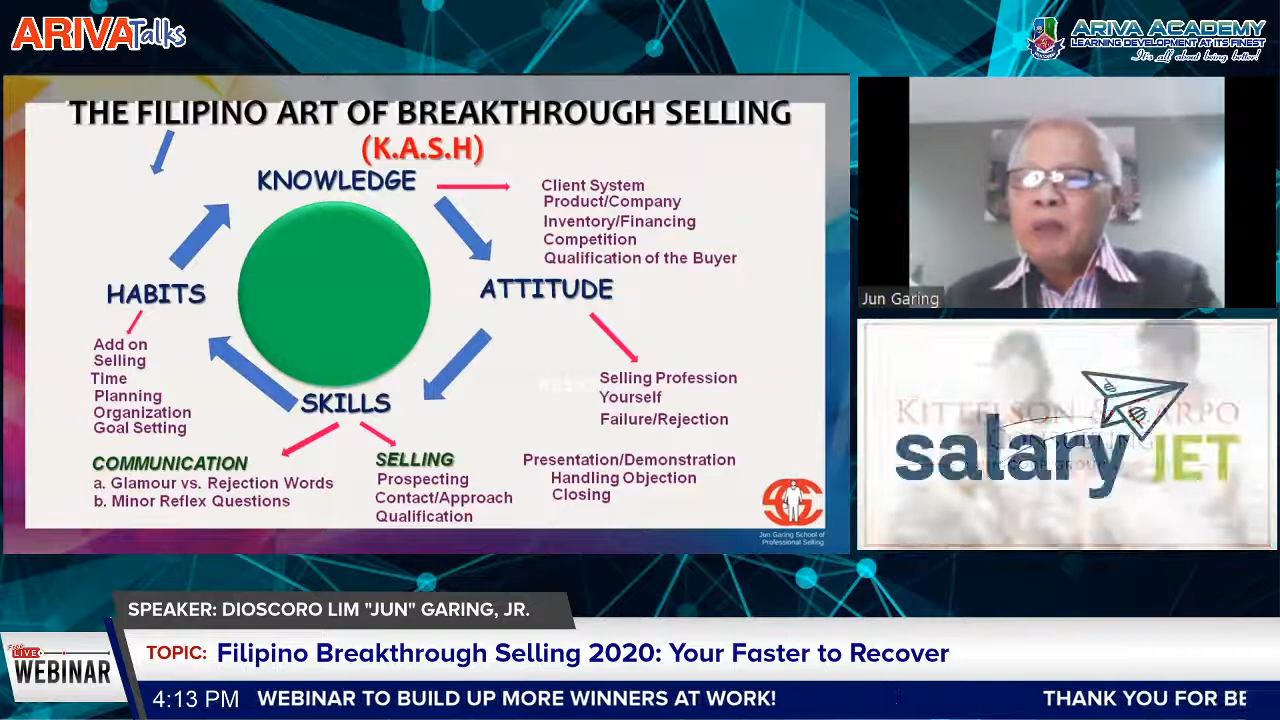 ARIVATalks
ARIVA ACADEMY
LEARNING DEVELOPMENT AT ITS FINEST
It's all about being better!
THE FILIPINO ART OF BREAKTHROUGH SELLING
(K.A.S.H)
KNOWLEDGE
Client System
Product/Company
Inventory/Financing
Competition
Qualification of the Buyer
HABITS
ATTITUDE
Add on
Selling
Time
Planning
Organization
Goal Setting
Selling Profession
Yourself
Failure/Rejection
SKILLS
COMMUNICATION
a. Glamour vs. Rejection Words
b. Minor Reflex Questions
SELLING
Prospecting
Contact/Approach
Qualification
Presentation/Demonstration
Handling Objection
Closing
Jun Garing School of
Professional Selling
Jun Garing
salary JET
SPEAKER: DIOSCORO LIM "JUN" GARING, JR.
Free
LIVE
WEBINAR
TOPIC: Filipino Breakthrough Selling 2020: Your Faster to Recover
4:13 PM WEBINAR TO BUILD UP MORE WINNERS AT WORK! THANK YOU FOR BE